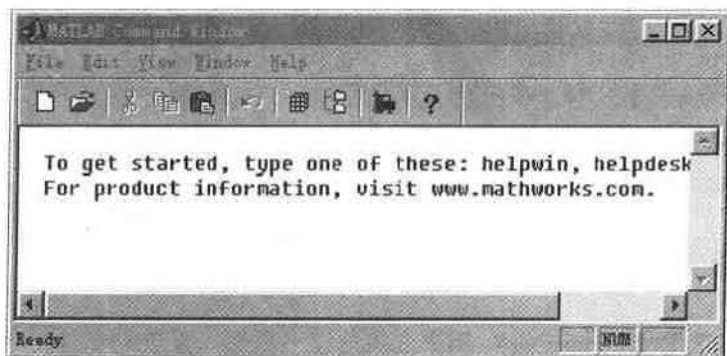 MATLAB Command Window
File Edit View Window Help
?
To get started, type one of these: helpwin, helpdesk
For product information, visit www.mathworks.com.
Ready NUM